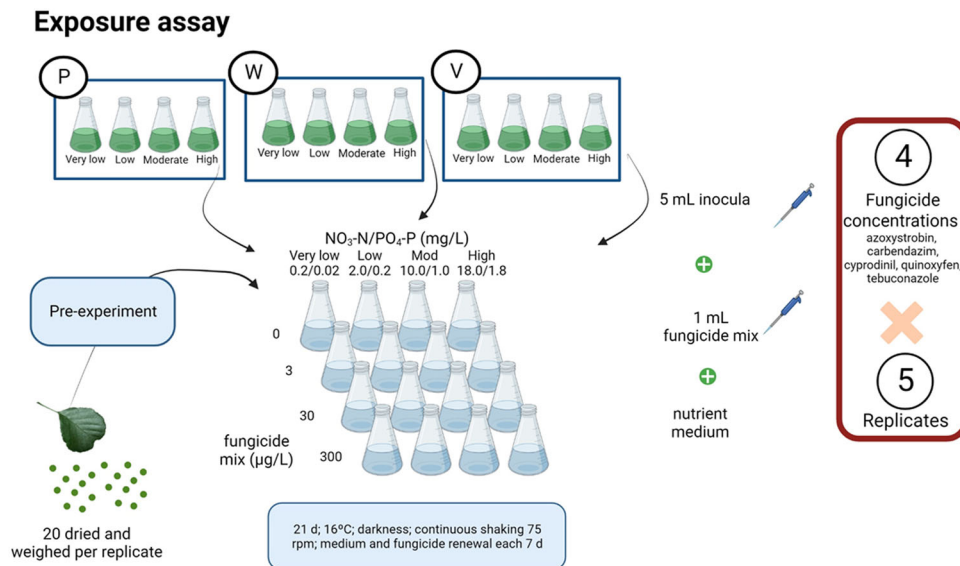 Exposure assay
P
W
V
Very low Low Moderate High
Very low Low Moderate High
Very low Low Moderate High
NO₃-N/PO₄-P (mg/L)
Very low Low Mod High
0.2/0.02 2.0/0.2 10.0/1.0 18.0/1.8
Pre-experiment
0
3
30
300
fungicide
mix (µg/L)
20 dried and
weighed per replicate
21 d; 16ºC; darkness; continuous shaking 75
rpm; medium and fungicide renewal each 7 d
5 mL inocula
1 mL
fungicide mix
nutrient
medium
4
Fungicide
concentrations
azoxystrobin,
carbendazim,
cyprodinil, quinoxyfen,
tebuconazole
5
Replicates